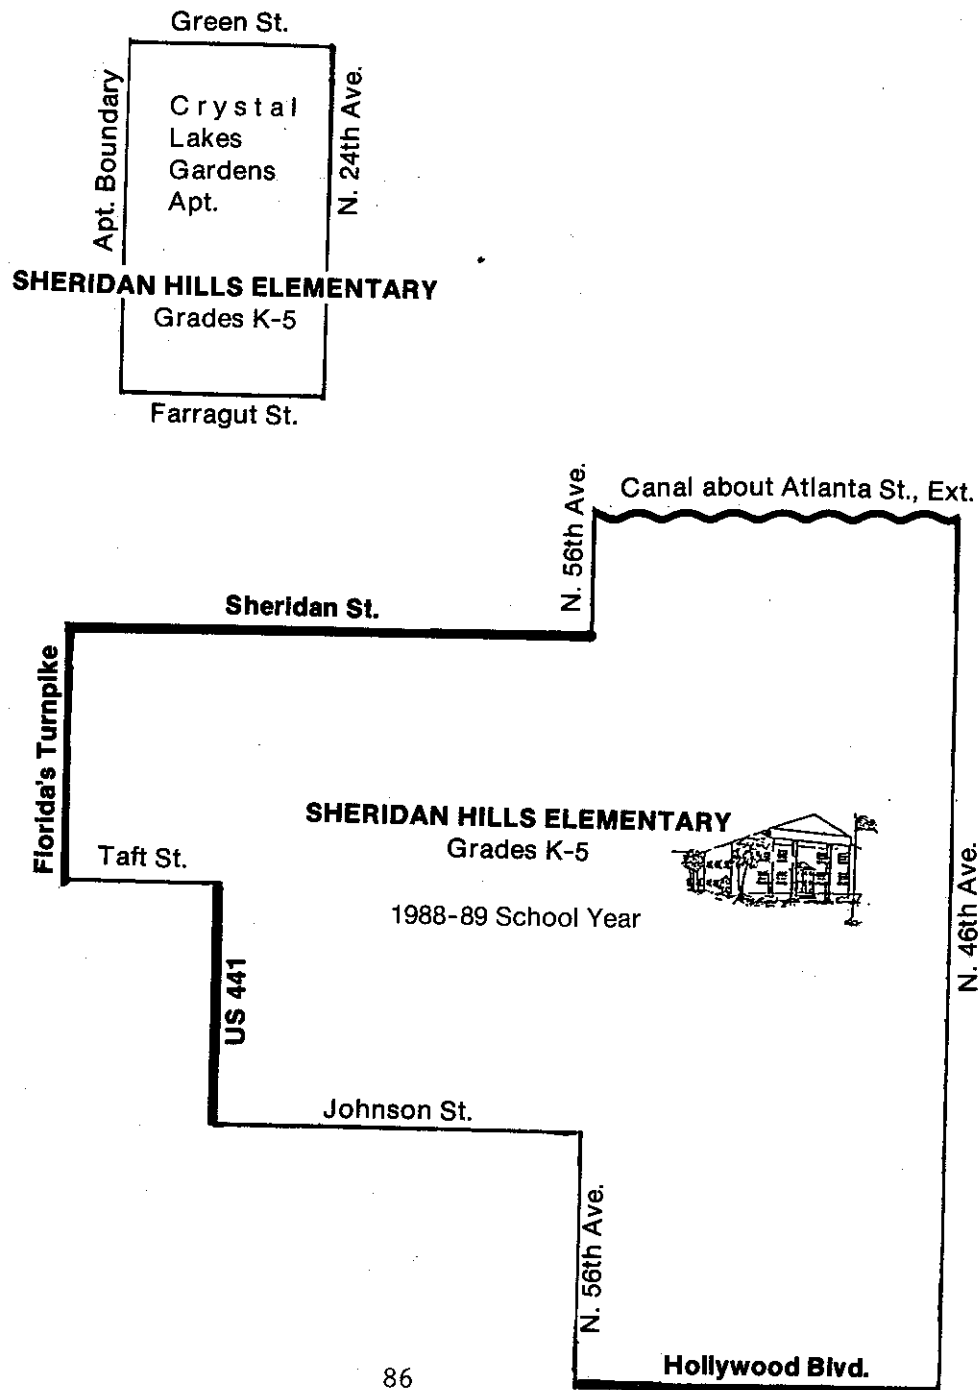 Green St.
Apt. Boundary
Crystal
Lakes
Gardens
Apt.
N. 24th Ave.
SHERIDAN HILLS ELEMENTARY
Grades K-5
Farragut St.
N. 56th Ave.
Canal about Atlanta St., Ext.
Sheridan St.
Florida's Turnpike
SHERIDAN HILLS ELEMENTARY
Grades K-5
1988-89 School Year
Taft St.
N. 46th Ave.
US 441
Johnson St.
N. 56th Ave.
Hollywood Blvd.
86